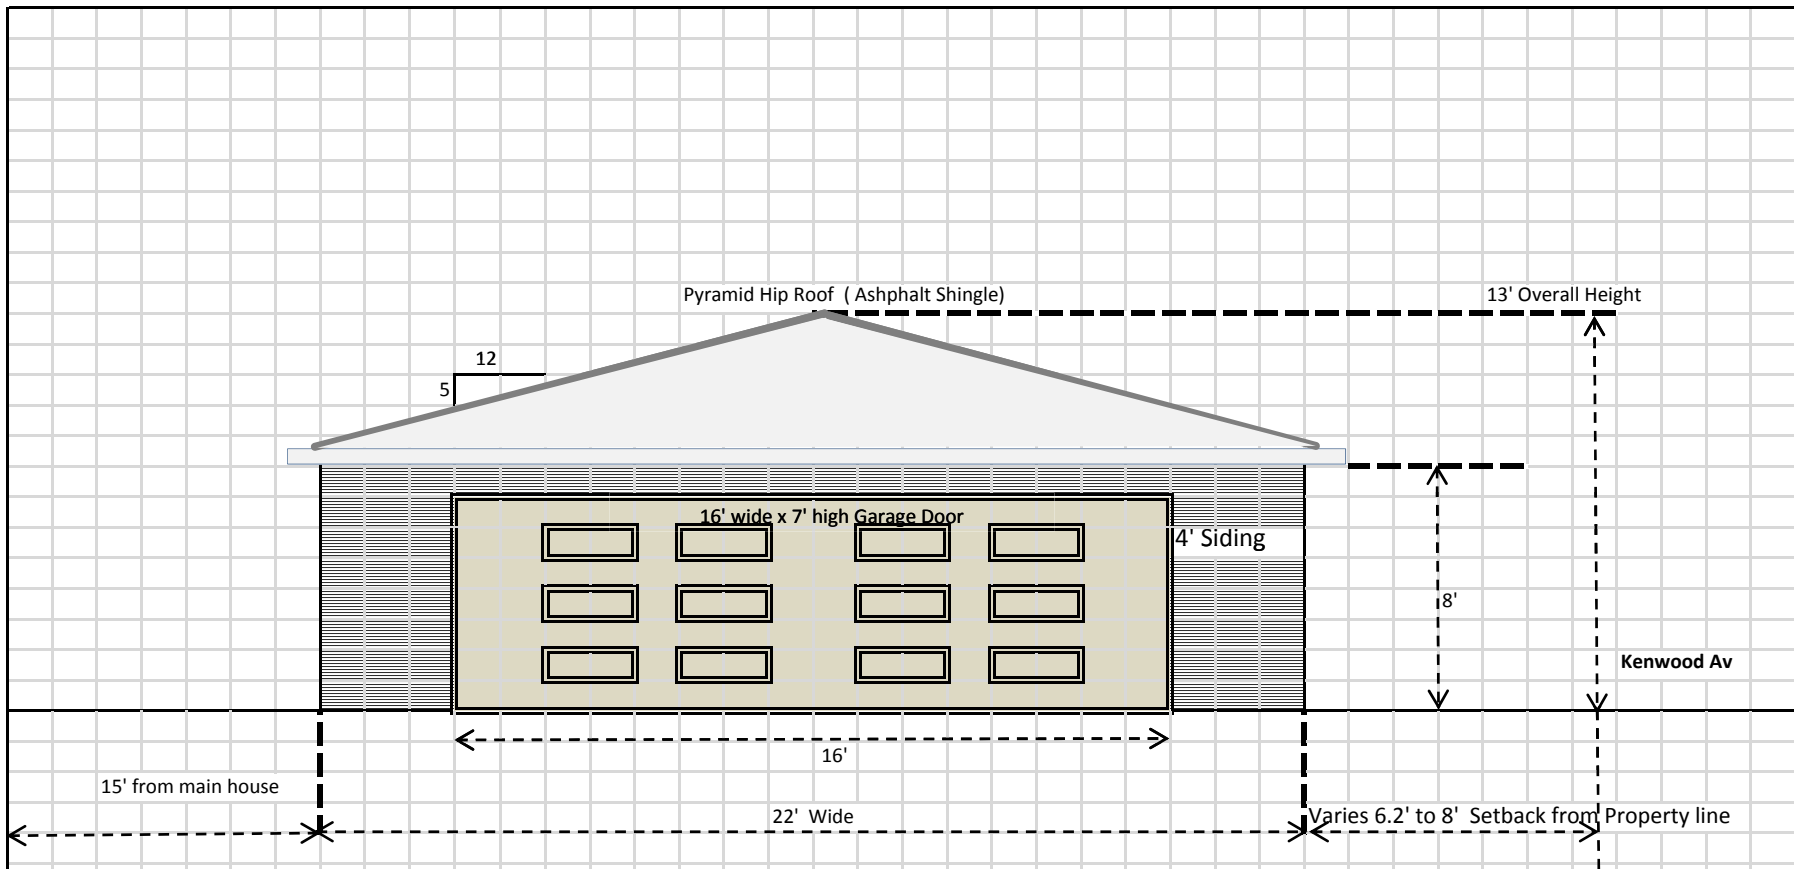 Pyramid Hip Roof  ( Ashphalt Shingle)
13' Overall Height
12
5
16' wide x 7' high Garage Door
4' Siding
8'
Kenwood Av
16'
15' from main house
22'  Wide
Varies 6.2' to 8'  Setback from Property line